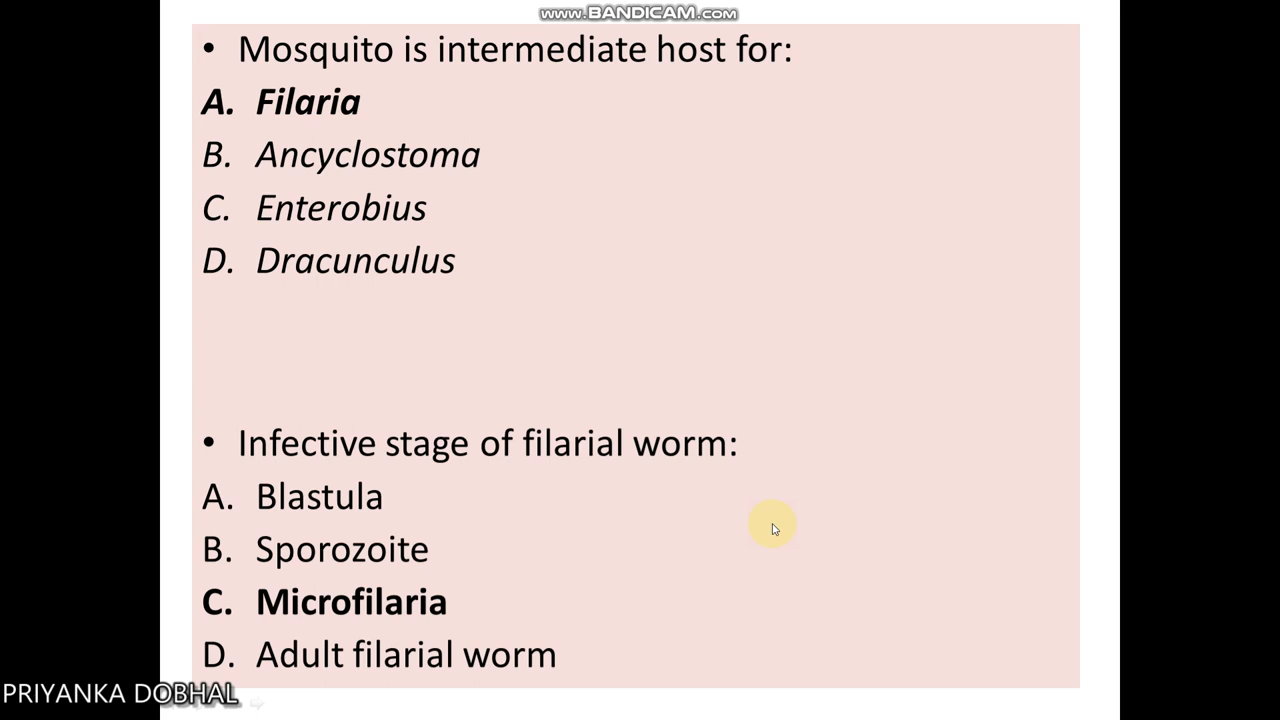 www.BANDICAM.com
• Mosquito is intermediate host for:
A. Filaria
B. Ancyclostoma
C. Enterobius
D. Dracunculus
• Infective stage of filarial worm:
A. Blastula
B. Sporozoite
C. Microfilaria
D. Adult filarial worm
PRIYANKA DOBHAL